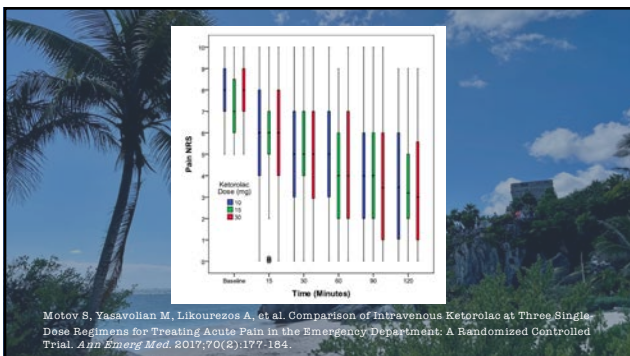 10
9
8
7
6
5
4
3
2
1
0
Pain NRS
Ketorolac
Dose (mg)
10
15
30
Baseline 15 30 60 90 120
Time (Minutes)
Motov S, Yasavolian M, Likourezos A, et al. Comparison of Intravenous Ketorolac at Three Single-
Dose Regimens for Treating Acute Pain in the Emergency Department: A Randomized Controlled
Trial. Ann Emerg Med. 2017;70(2):177-184.